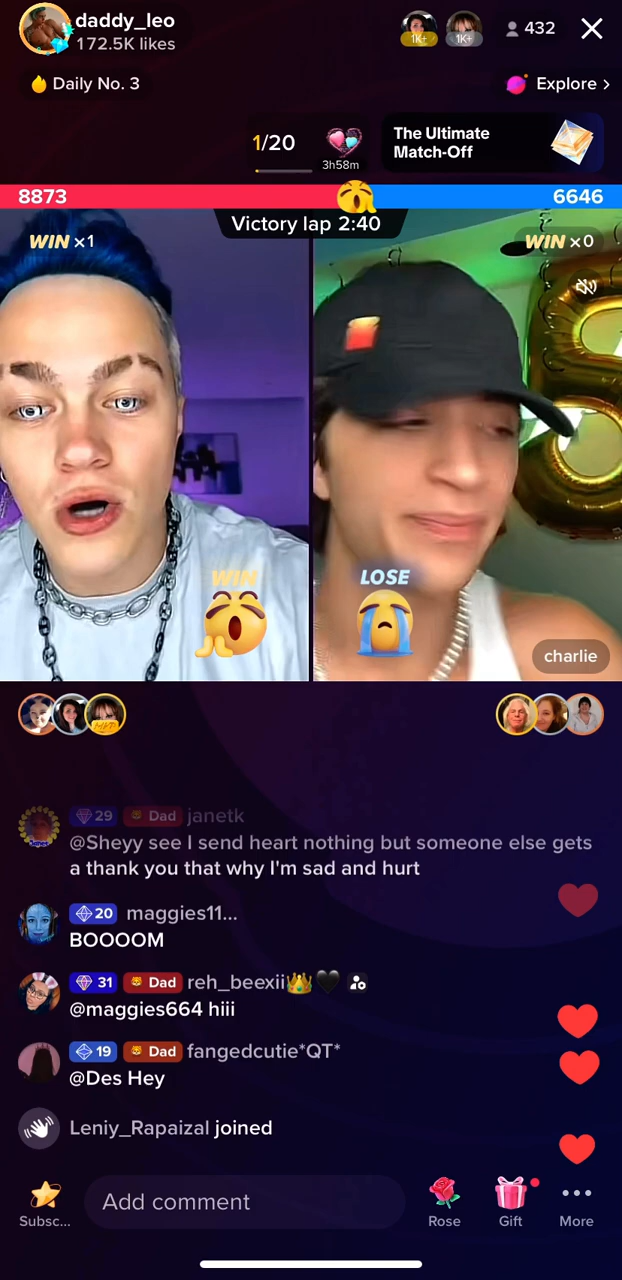 daddy_leo
172.5K likes
1K+
1K+
432
Daily No. 3
Explore
1/20
3h58m
The Ultimate
Match-Off
8873
6646
Victory lap 2:40
WIN ×1
WIN ×0
WIN
LOSE
charlie
29 Dad janetk
@Sheyy see I send heart nothing but someone else gets
a thank you that why I'm sad and hurt
20 maggies11...
BOOOOM
31 Dad reh_beexii👑🖤
@maggies664 hiii
19 Dad fangedcutie*QT*
@Des Hey
Leniy_Rapaizal joined
Add comment
Subsc...
Rose
Gift
More